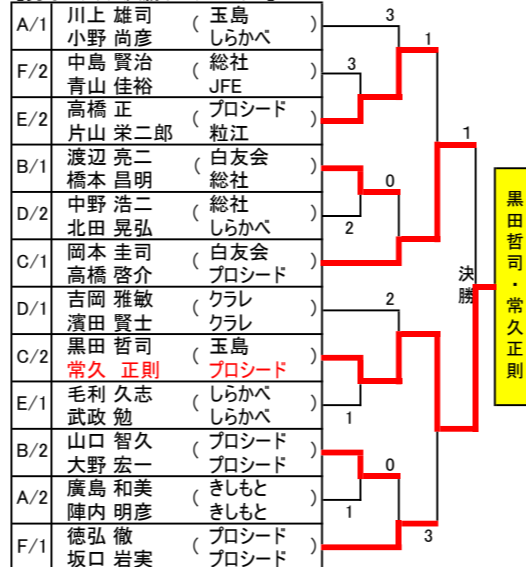 A/1 川上 雄司 ( 玉島 )
小野 尚彦 しらかべ
F/2 中島 賢治 ( 総社 )
青山 佳裕 JFE
E/2 高橋 正 ( プロシード )
片山 栄二郎 粒江
B/1 渡辺 亮二 ( 白友会 )
橋本 昌明 総社
D/2 中野 浩二 ( 総社 )
北田 晃弘 しらかべ
C/1 岡本 圭司 ( 白友会 )
高橋 啓介 プロシード
D/1 吉岡 雅敏 ( クラレ )
濱田 賢士 クラレ
C/2 黒田 哲司 ( 玉島 )
常久 正則 プロシード
E/1 毛利 久志 ( しらかべ )
武政 勉 しらかべ
B/2 山口 智久 ( プロシード )
大野 宏一 プロシード
A/2 廣島 和美 ( きしもと )
陣内 明彦 きしもと
F/1 徳弘 徹 ( プロシード )
坂口 岩実 プロシード
3
1
3
1
0
2
2
1
0
1
3
決勝
黒田哲司・常久正則